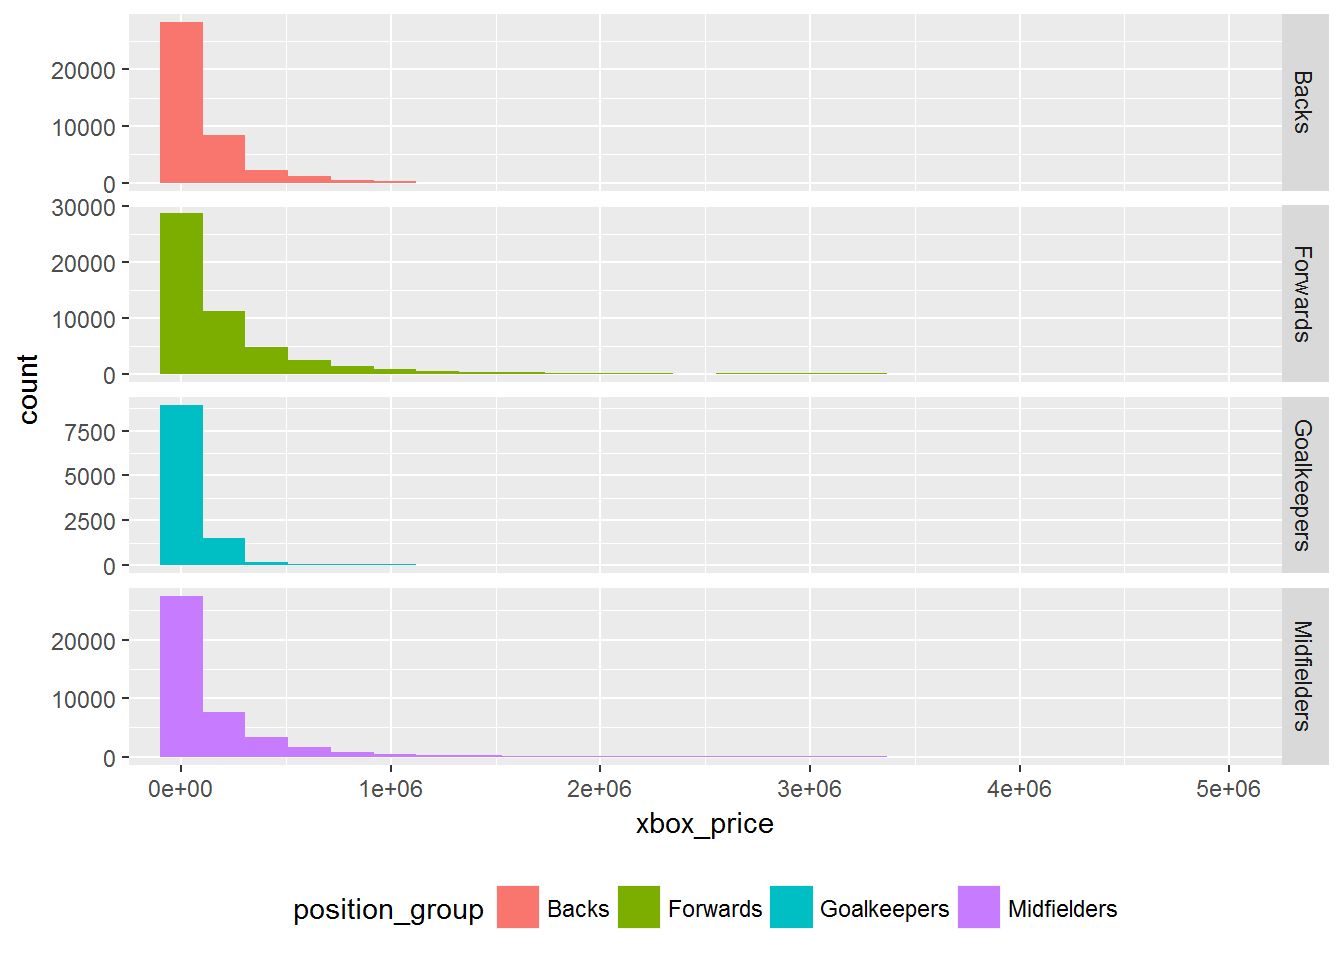 20000
10000
0
Backs
30000
20000
10000
0
Forwards
count
7500
5000
2500
0
Goalkeepers
20000
10000
0
Midfielders
0e+00 1e+06 2e+06 3e+06 4e+06 5e+06
xbox_price
position_group Backs Forwards Goalkeepers Midfielders